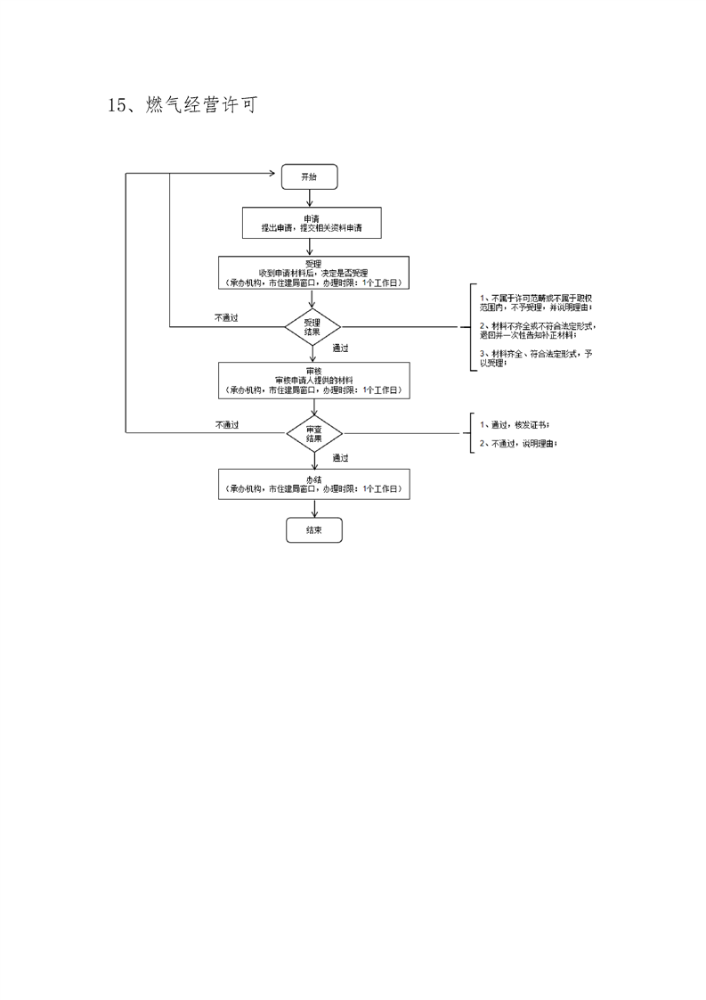 15、燃气经营许可
开始
申请
提出申请，提交相关资料申请
受理
收到申请材料后，决定是否受理
（承办机构，市住建局窗口，办理时限：1个工作日）
不通过
受理
结果
通过
1、不属于许可范畴或不属于职权
范围内，不予受理，并说明理由；
2、材料不齐全或不符合法定形式，
退回并一次性告知补正材料；
3、材料齐全、符合法定形式，予
以受理；
审核
审核申请人提供的材料
（承办机构，市住建局窗口，办理时限：1个工作日）
不通过
审查
结果
通过
1、通过，核发证书；
2、不通过，说明理由；
办结
（承办机构，市住建局窗口，办理时限：1个工作日）
结束